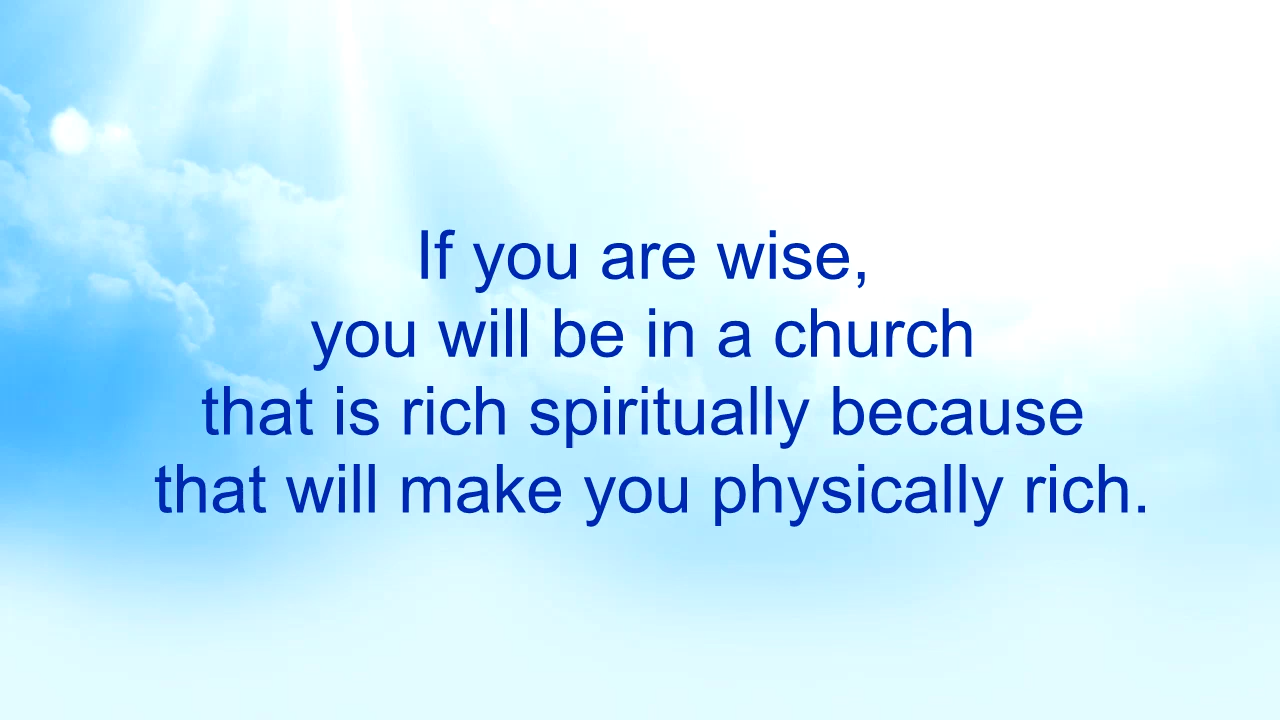 If you are wise,
you will be in a church
that is rich spiritually because
that will make you physically rich.